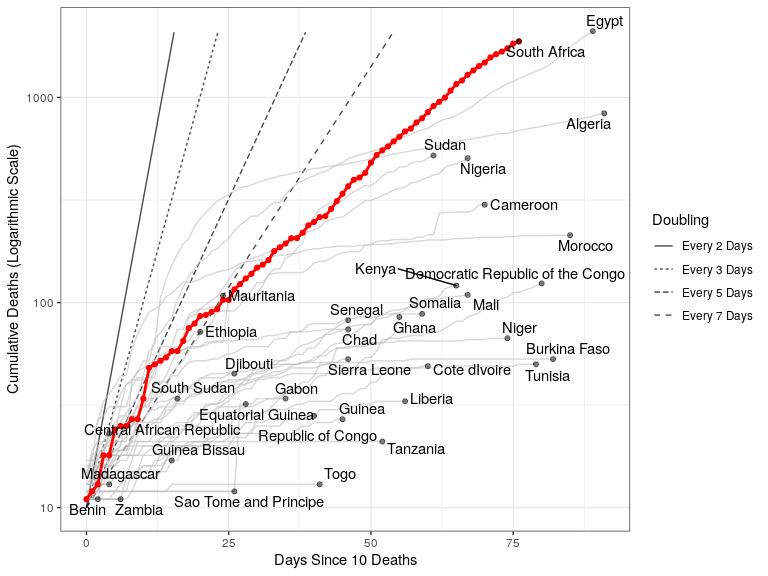 Egypt
South Africa
1000
Algeria
Sudan
Nigeria
Cameroon
Morocco
Kenya
Democratic Republic of the Congo
Mauritania
100
Somalia
Mali
Senegal
Ethiopia
Ghana
Chad
Niger
Burkina Faso
Djibouti
Sierra Leone
Cote dIvoire
Tunisia
South Sudan
Gabon
Liberia
Equatorial Guinea
Guinea
Central African Republic
Republic of Congo
Guinea Bissau
Tanzania
Madagascar
Togo
Sao Tome and Principe
10
Benin
Zambia
0
25
50
75
Days Since 10 Deaths
Cumulative Deaths (Logarithmic Scale)
Doubling
Every 2 Days
Every 3 Days
Every 5 Days
Every 7 Days